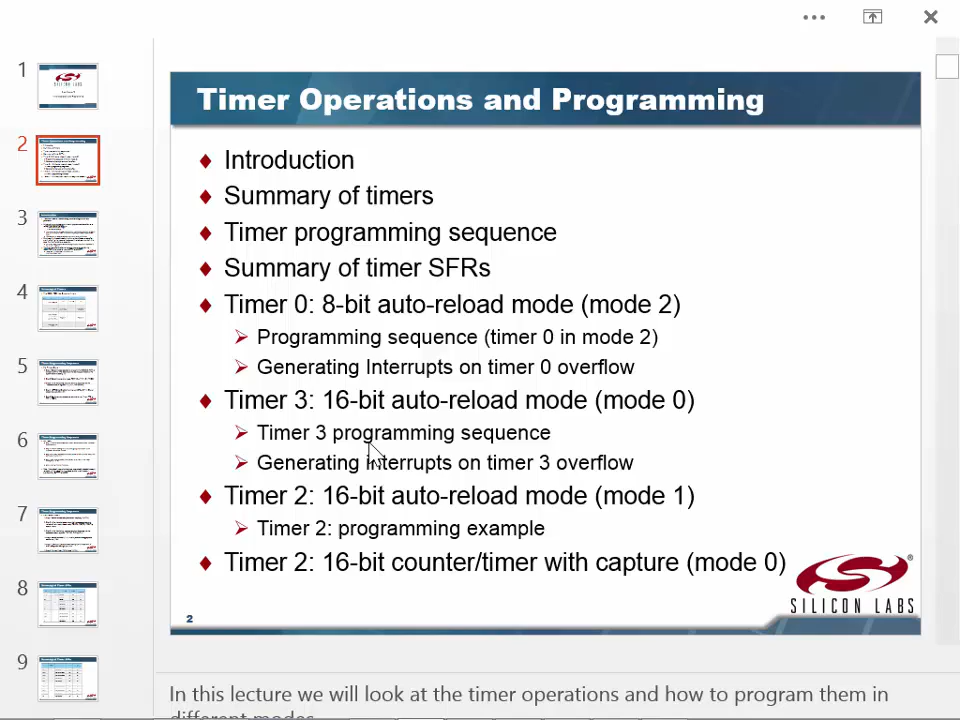 1
2
3
4
5
6
7
8
9
Timer Operations and Programming
♦ Introduction
♦ Summary of timers
♦ Timer programming sequence
♦ Summary of timer SFRs
♦ Timer 0: 8-bit auto-reload mode (mode 2)
➢ Programming sequence (timer 0 in mode 2)
➢ Generating Interrupts on timer 0 overflow
♦ Timer 3: 16-bit auto-reload mode (mode 0)
➢ Timer 3 programming sequence
➢ Generating Interrupts on timer 3 overflow
♦ Timer 2: 16-bit auto-reload mode (mode 1)
➢ Timer 2: programming example
♦ Timer 2: 16-bit counter/timer with capture (mode 0)
SILICON LABS
2
In this lecture we will look at the timer operations and how to program them in
different modes